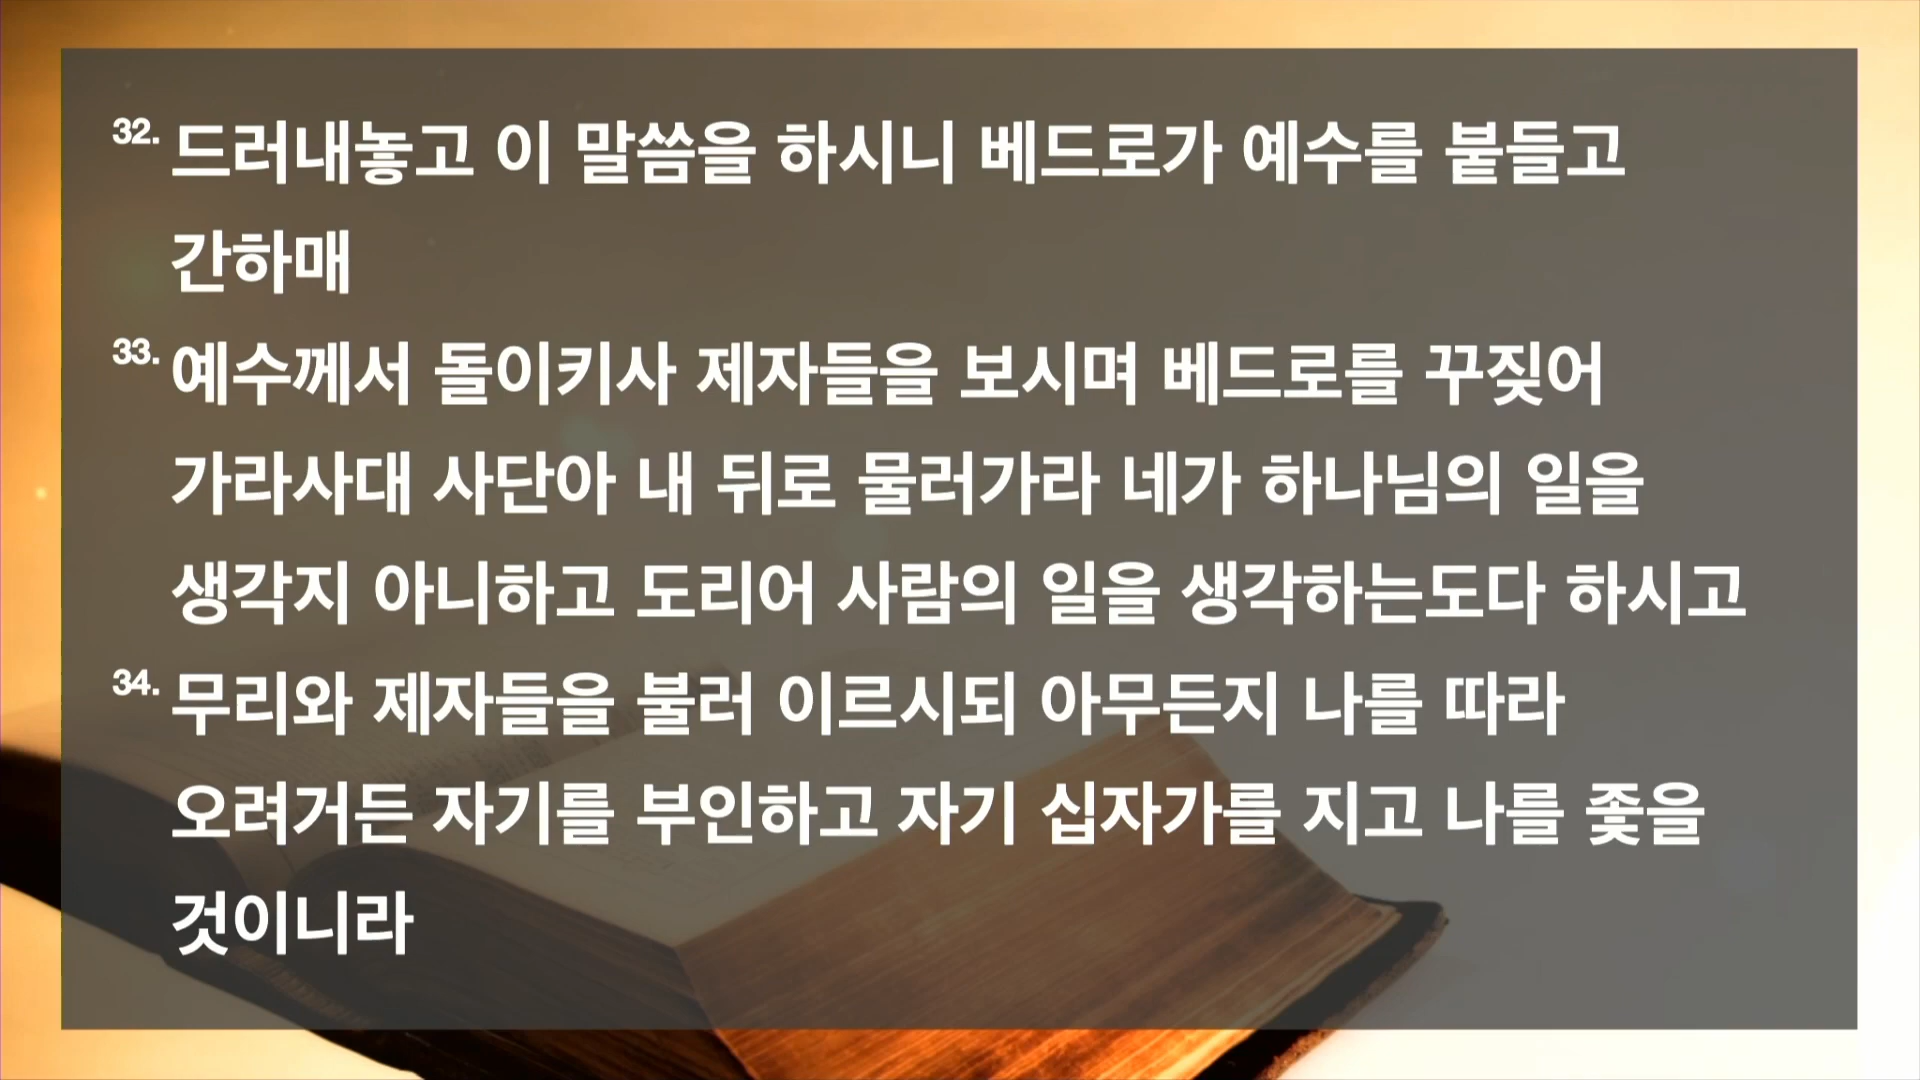 32. 드러내놓고 이 말씀을 하시니 베드로가 예수를 붙들고
간하매
33. 예수께서 돌이키사 제자들을 보시며 베드로를 꾸짖어
가라사대 사단아 내 뒤로 물러가라 네가 하나님의 일을
생각지 아니하고 도리어 사람의 일을 생각하는도다 하시고
34. 무리와 제자들을 불러 이르시되 아무든지 나를 따라
오려거든 자기를 부인하고 자기 십자가를 지고 나를 좇을
것이니라